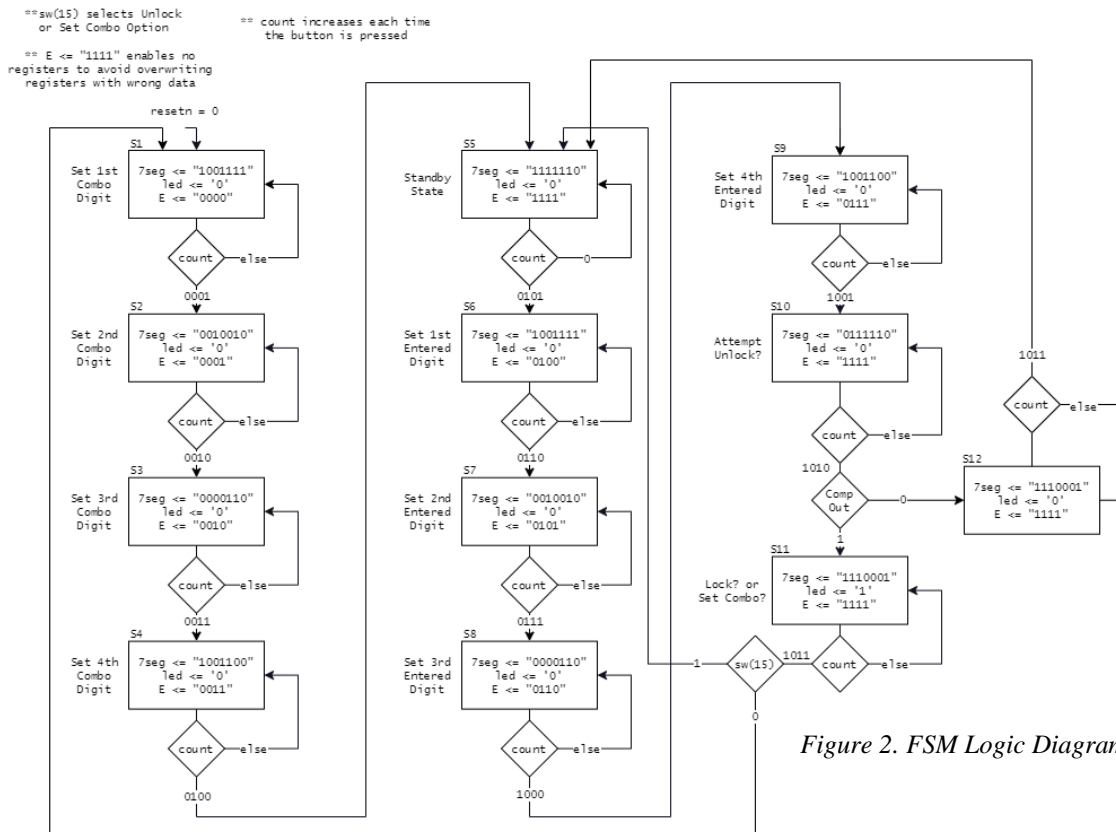 **sw(15) selects Unlock
or Set Combo Option
** E <= "1111" enables no
registers to avoid overwriting
registers with wrong data
** count increases each time
the button is pressed
resetn = 0
S1
Set 1st
Combo
Digit
7seg <= "1001111"
led <= '0'
E <= "0000"
count
else
0001
S2
Set 2nd
Combo
Digit
7seg <= "0010010"
led <= '0'
E <= "0001"
count
else
0010
S3
Set 3rd
Combo
Digit
7seg <= "0000110"
led <= '0'
E <= "0010"
count
else
0011
S4
Set 4th
Combo
Digit
7seg <= "1001100"
led <= '0'
E <= "0011"
count
else
0100
S5
Standby
State
7seg <= "1111110"
led <= '0'
E <= "1111"
count
0
0101
S6
Set 1st
Entered
Digit
7seg <= "1001111"
led <= '0'
E <= "0100"
count
else
0110
S7
Set 2nd
Entered
Digit
7seg <= "0010010"
led <= '0'
E <= "0101"
count
else
0111
S8
Set 3rd
Entered
Digit
7seg <= "0000110"
led <= '0'
E <= "0110"
count
else
1000
S9
Set 4th
Entered
Digit
7seg <= "1001100"
led <= '0'
E <= "0111"
count
else
1001
S10
Attempt
Unlock?
7seg <= "0111110"
led <= '0'
E <= "1111"
count
else
1010
Comp
Out
0
1
S11
Lock? or
Set Combo?
7seg <= "1110001"
led <= '1'
E <= "1111"
count
else
1011
sw(15)
1
0
S12
7seg <= "1110001"
led <= '0'
E <= "1111"
count
else
1011
Figure 2. FSM Logic Diagram